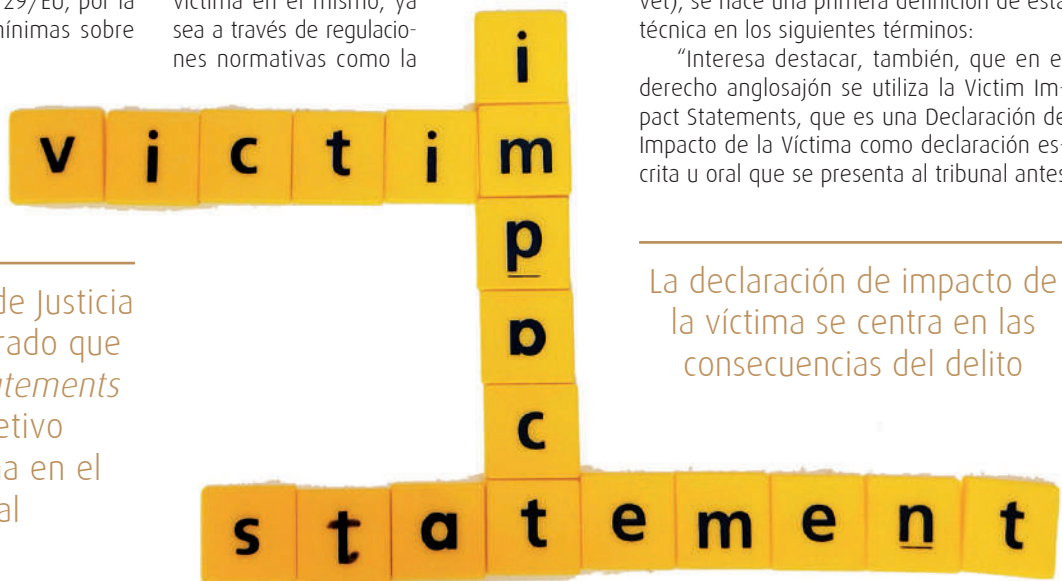 29/EU, por la
mínimas sobre
víctima en el mismo, ya
sea a través de regulacio-
nes normativas como la
vet), se hace una primera definición de esta
técnica en los siguientes términos:
“Interesa destacar, también, que en e
derecho anglosajón se utiliza la Victim Im-
pact Statements, que es una Declaración de
Impacto de la Víctima como declaración es-
crita u oral que se presenta al tribunal antes
de Justicia
rado que
atements
etivo
na en el
al
victim
impact
statement
La declaración de impacto de
la víctima se centra en las
consecuencias del delito